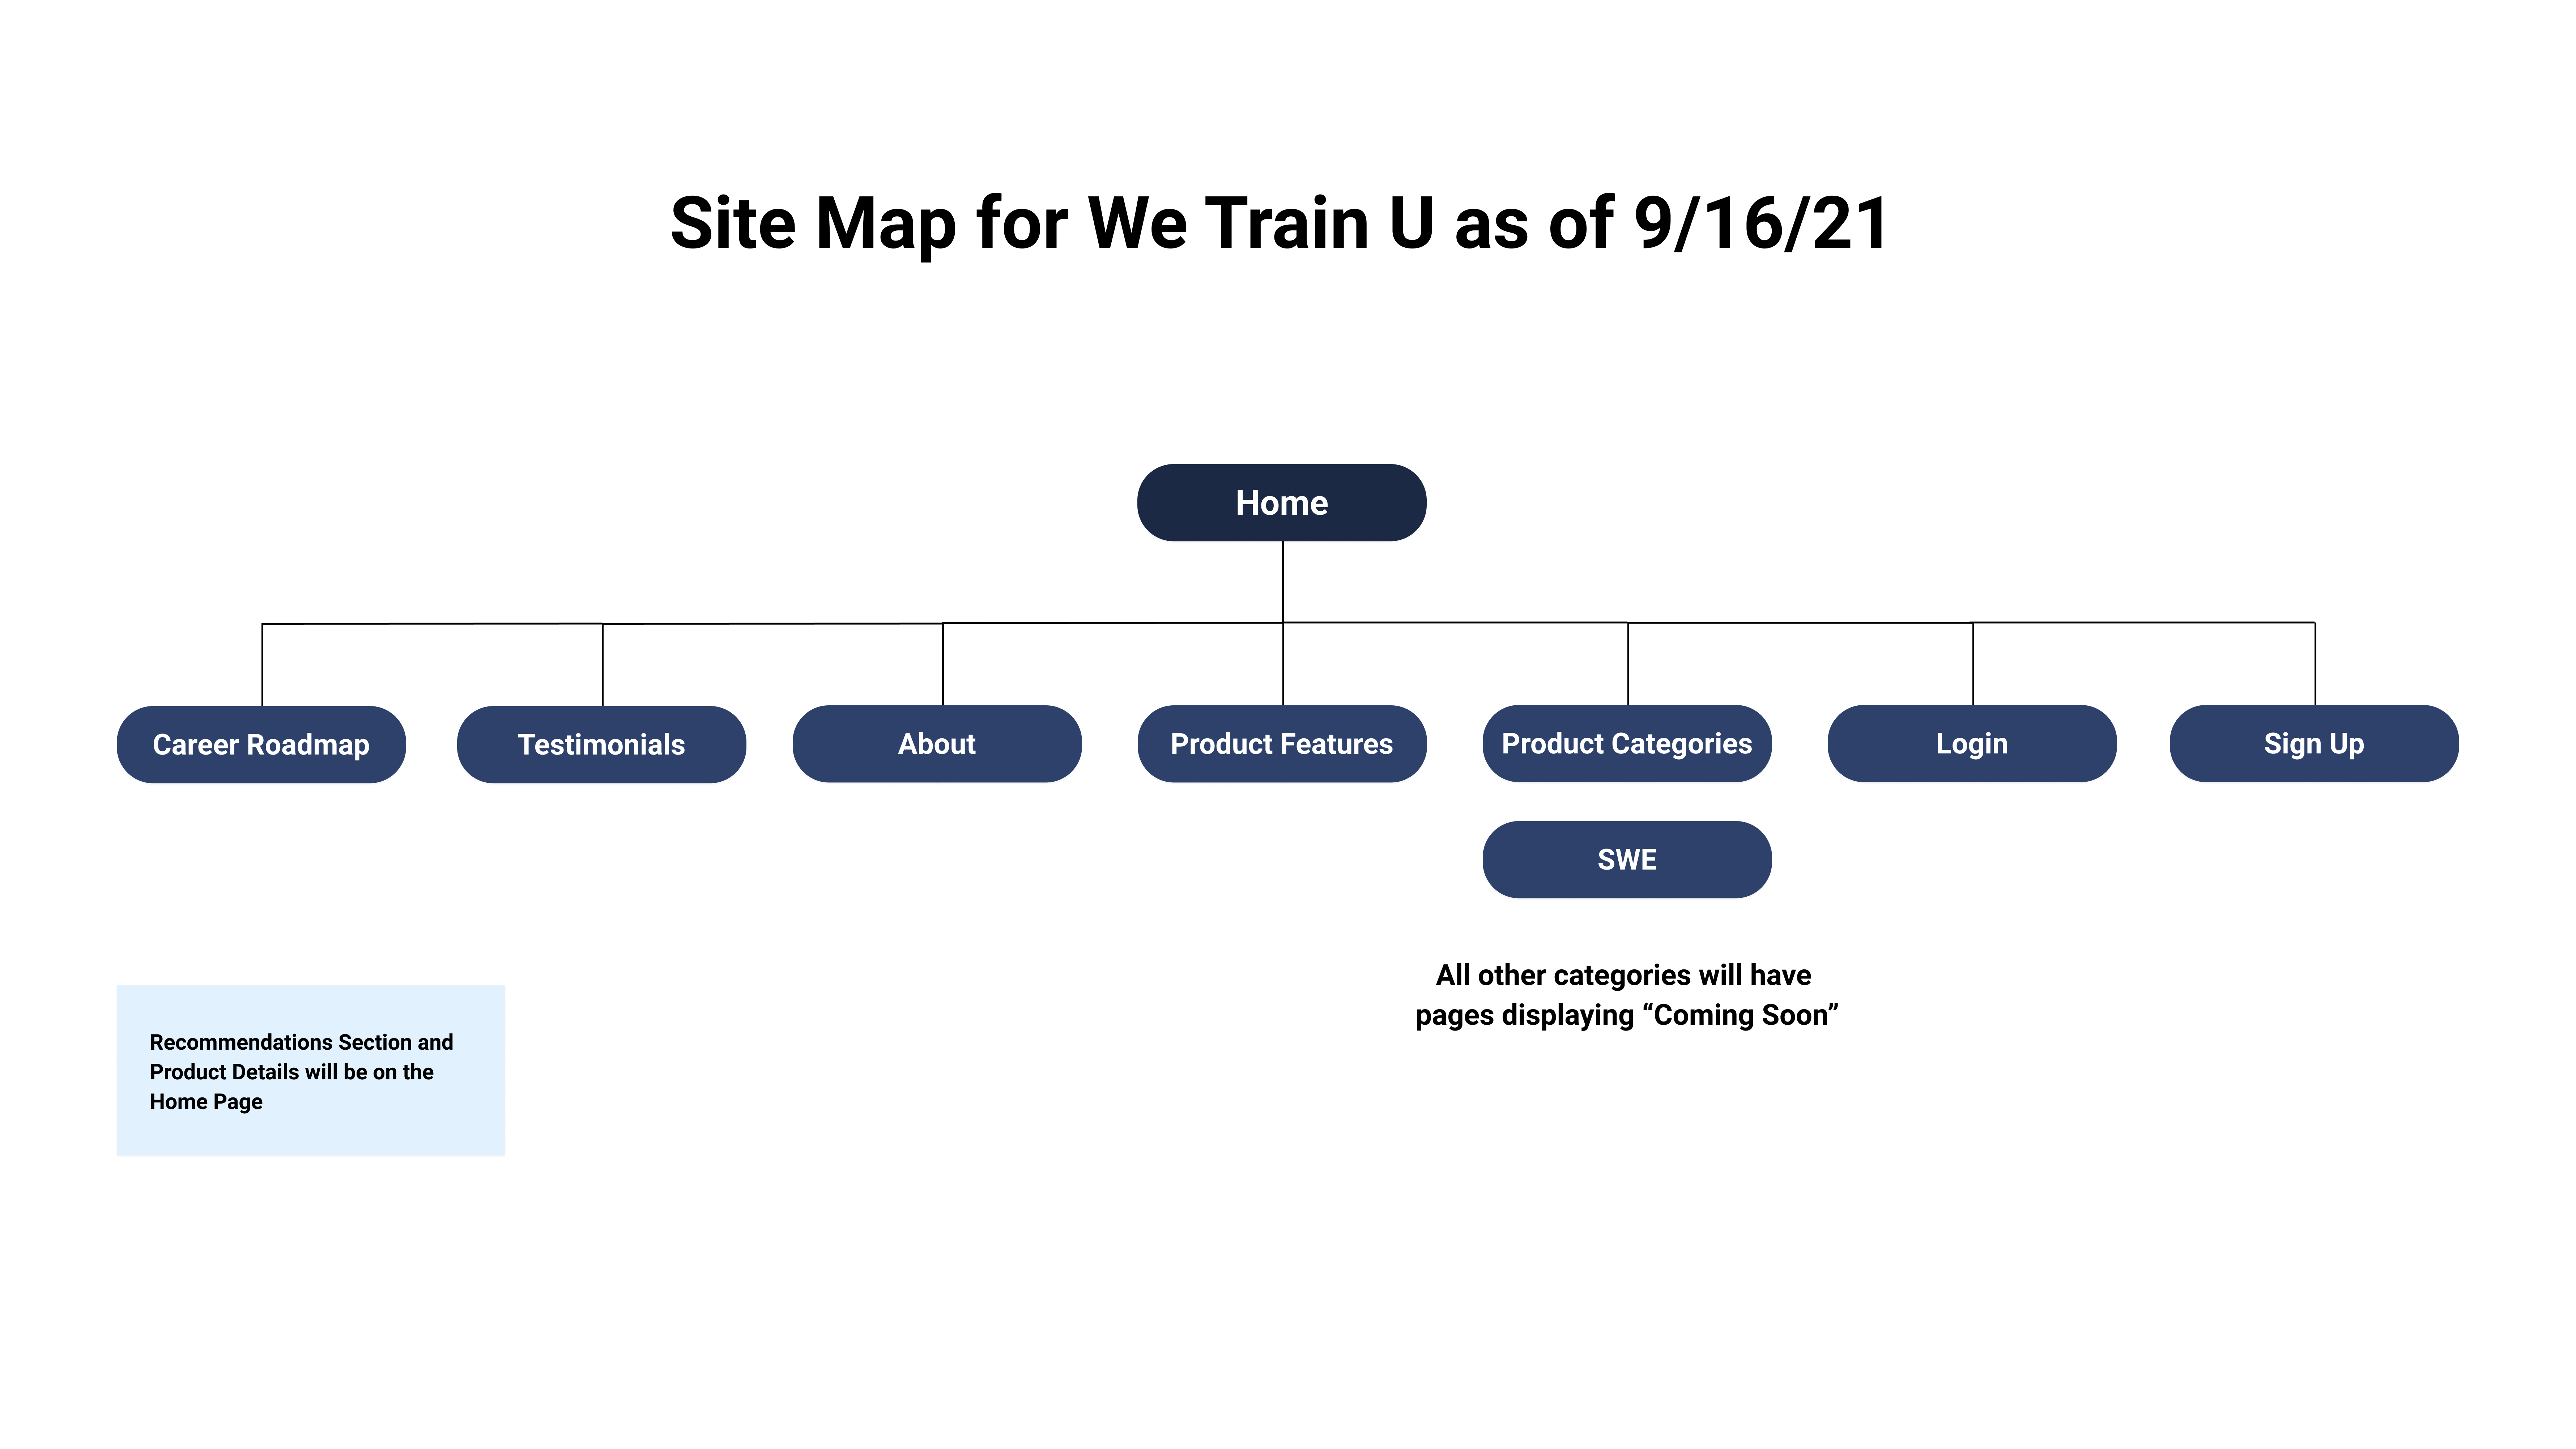 Site Map for We Train U as of 9/16/21
Home
Career Roadmap
Testimonials
About
Product Features
Product Categories
Login
Sign Up
SWE
All other categories will have
pages displaying “Coming Soon”
Recommendations Section and
Product Details will be on the
Home Page